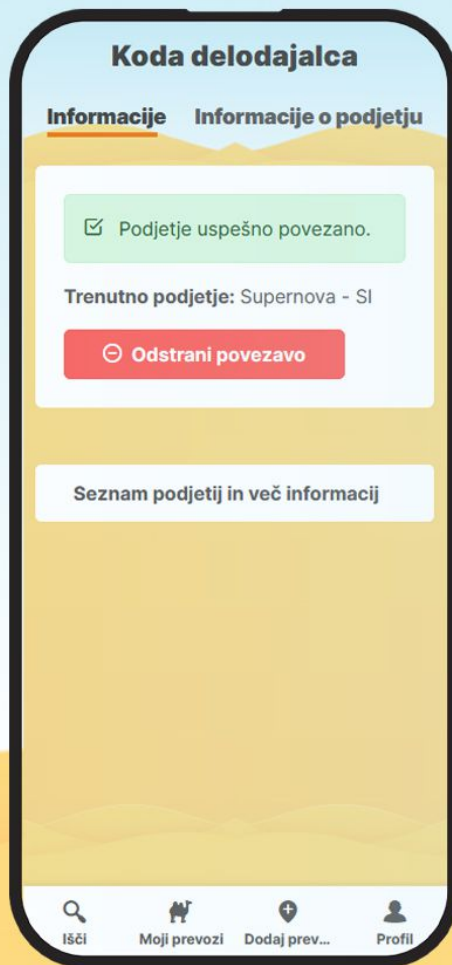 Koda delodajalca
Informacije Informacije o podjetju
Podjetje uspešno povezano.
Trenutno podjetje: Supernova - SI
Odstrani povezavo
Seznam podjetij in več informacij
Išči Moji prevozi Dodaj prev... Profil